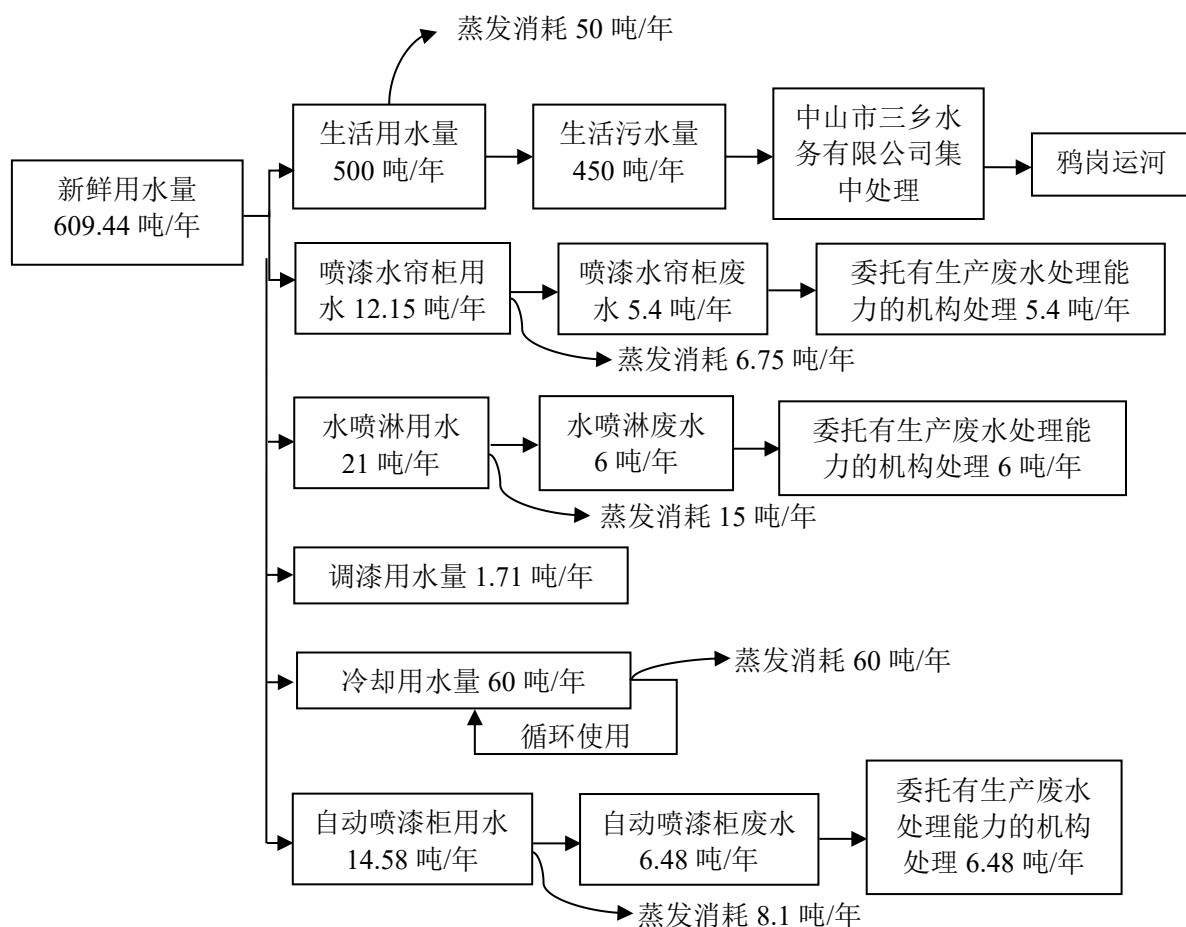 蒸发消耗 50 吨/年
新鲜用水量
609.44 吨/年
生活用水量
500 吨/年
生活污水量
450 吨/年
中山市三乡水
务有限公司集
中处理
鸦岗运河
喷漆水帘柜用
水 12.15 吨/年
喷漆水帘柜废
水 5.4 吨/年
委托有生产废水处理能
力的机构处理 5.4 吨/年
蒸发消耗 6.75 吨/年
水喷淋用水
21 吨/年
水喷淋废水
6 吨/年
委托有生产废水处理能
力的机构处理 6 吨/年
蒸发消耗 15 吨/年
调漆用水量 1.71 吨/年
冷却用水量 60 吨/年
蒸发消耗 60 吨/年
循环使用
自动喷漆柜用水
14.58 吨/年
自动喷漆柜废水
6.48 吨/年
委托有生产废水
处理能力的机构
处理 6.48 吨/年
蒸发消耗 8.1 吨/年